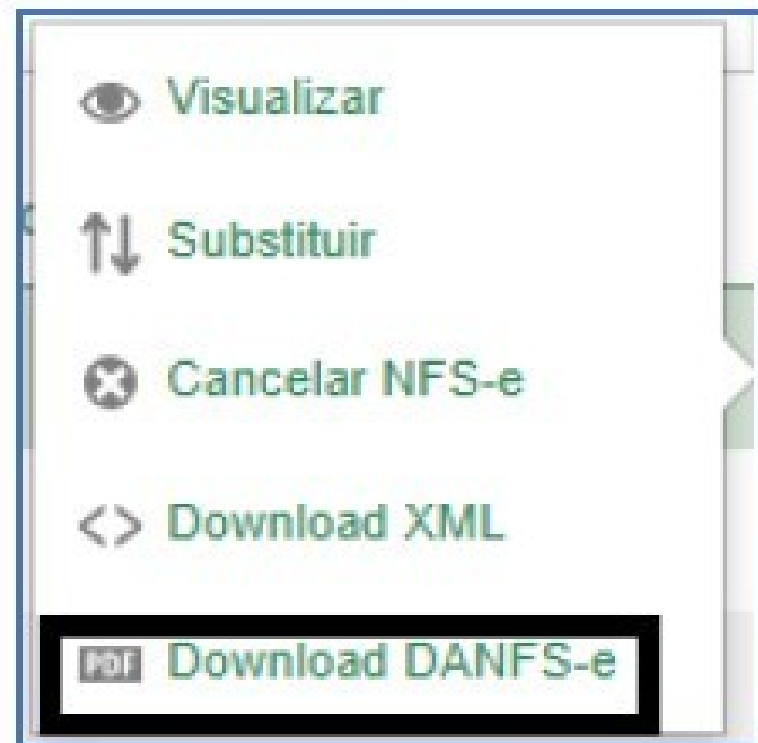 Visualizar
Substituir
Cancelar NFS-e
Download XML
PDF Download DANFS-e